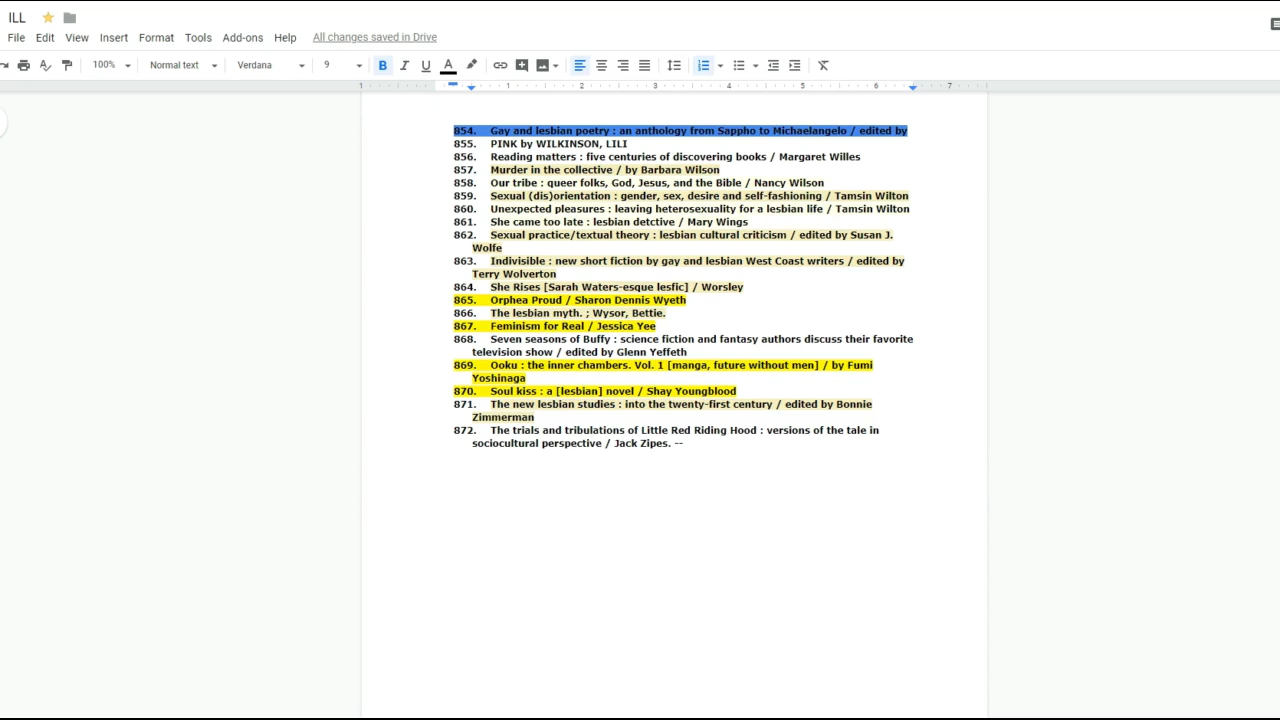 ILL
File Edit View Insert Format Tools Add-ons Help All changes saved in Drive
100% Normal text Verdana 9 B I U A
1 1 2 3 4 5 6 7
854. Gay and lesbian poetry : an anthology from Sappho to Michaelangelo / edited by
855. PINK by WILKINSON, LILI
856. Reading matters : five centuries of discovering books / Margaret Willes
857. Murder in the collective / by Barbara Wilson
858. Our tribe : queer folks, God, Jesus, and the Bible / Nancy Wilson
859. Sexual (dis)orientation : gender, sex, desire and self-fashioning / Tamsin Wilton
860. Unexpected pleasures : leaving heterosexuality for a lesbian life / Tamsin Wilton
861. She came too late : lesbian detctive / Mary Wings
862. Sexual practice/textual theory : lesbian cultural criticism / edited by Susan J.
Wolfe
863. Indivisible : new short fiction by gay and lesbian West Coast writers / edited by
Terry Wolverton
864. She Rises [Sarah Waters-esque lesfic] / Worsley
865. Orphea Proud / Sharon Dennis Wyeth
866. The lesbian myth. ; Wysor, Bettie.
867. Feminism for Real / Jessica Yee
868. Seven seasons of Buffy : science fiction and fantasy authors discuss their favorite
television show / edited by Glenn Yeffeth
869. Ooku : the inner chambers. Vol. 1 [manga, future without men] / by Fumi
Yoshinaga
870. Soul kiss : a [lesbian] novel / Shay Youngblood
871. The new lesbian studies : into the twenty-first century / edited by Bonnie
Zimmerman
872. The trials and tribulations of Little Red Riding Hood : versions of the tale in
sociocultural perspective / Jack Zipes. --